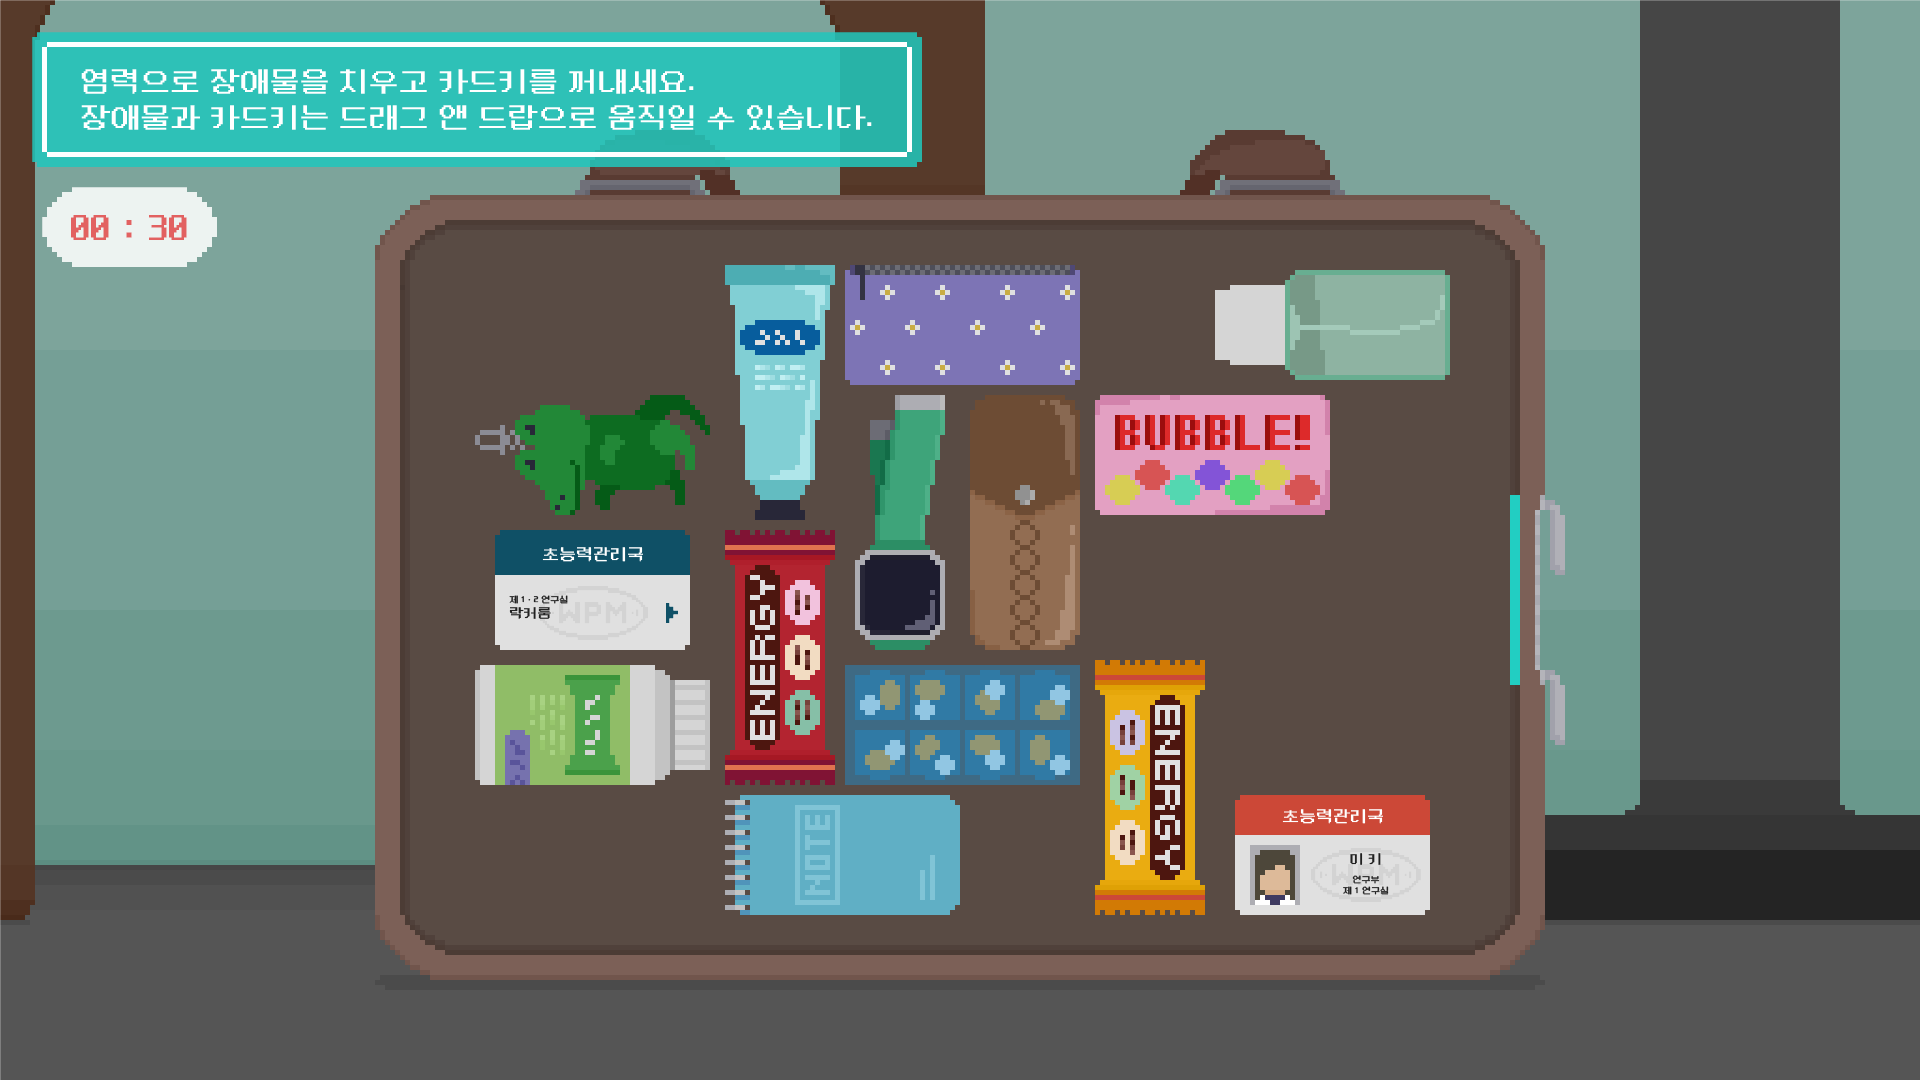 염력으로 장애물을 치우고 카드키를 꺼내세요.
장애물과 카드키는 드래그 앤 드랍으로 움직일 수 있습니다.
00 : 30
BUBBLE!
초능력관리국
제 1 · 2 연구실
락커룸
WPM
ENERGY
NOTE
ENERGY
초능력관리국
미 키
연구부
제 1 연구실
WPM